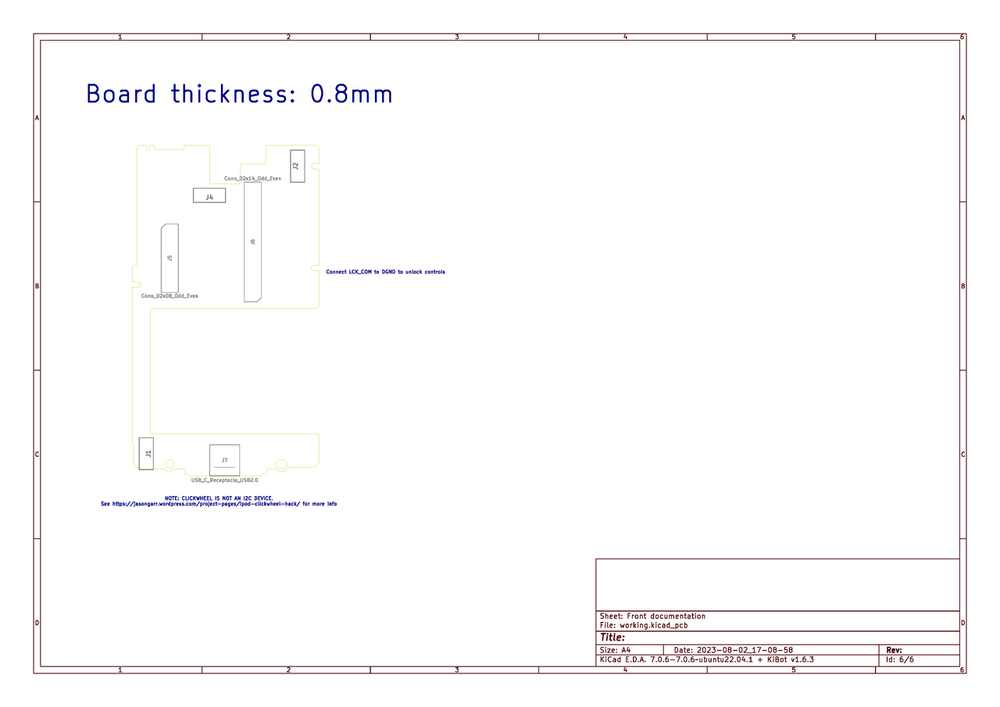 1 2 3 4 5 6
Board thickness: 0.8mm
A A
J2
Conn_02x14_Odd_Even
J4
J6
J5
Connect LCK_COM to DGND to unlock controls
B B
Conn_02x08_Odd_Even
C C
J1
J7
USB_C_Receptacle_USB2.0
NOTE: CLICKWHEEL IS NOT AN I2C DEVICE.
See https://jasongarr.wordpress.com/project-pages/ipod-clickwheel-hack/ for more info
Sheet: Front documentation
D D
File: working.kicad_pcb
Title:
Size: A4 Date: 2023-08-02_17-08-58 Rev:
KiCad E.D.A. 7.0.6-7.0.6~ubuntu22.04.1 + KiBot v1.6.3 Id: 6/6
1 2 3 4 5 6